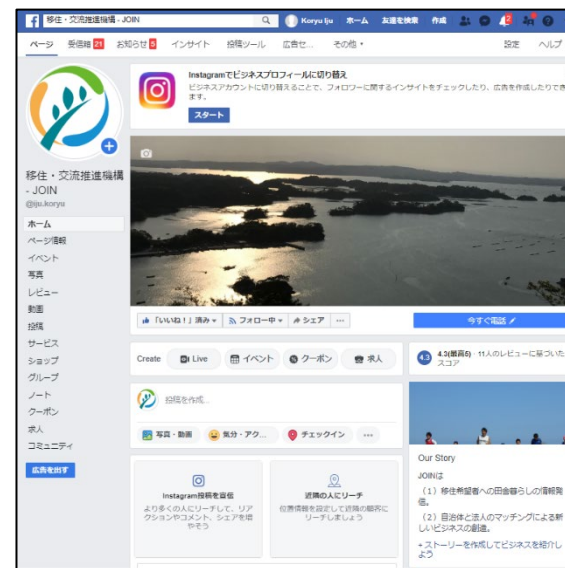 移住・交流推進機構 - JOIN
Koryu Iju ホーム 友達を検索 作成 2
ページ 受信箱 21 お知らせ 5 インサイト 投稿ツール 広告セ... その他 設定 ヘルプ
Instagramでビジネスプロフィールに切り替え
ビジネスアカウントに切り替えることで、フォロワーに関するインサイトをチェックしたり、広告を作成したりでき
ます。
スタート
移住・交流推進機構
- JOIN
@iju.koryu
ホーム
ページ情報
イベント
写真
レビュー
動画
投稿
サービス
ショップ
グループ
ノート
クーポン
求人
コミュニティ
広告を出す
「いいね！」済み フォロー中 シェア ...
今すぐ電話
Create Live イベント クーポン 求人
投稿を作成...
写真・動画 気分・アク... チェックイン ...
Instagram投稿を宣伝
より多くの人にリーチして、リア
クションやコメント、シェアを増
やそう
近隣の人にリーチ
位置情報を設定して近隣の顧客に
リーチしましょう
4.3 4.3(最高5) · 11人のレビューに基づいた
スコア
Our Story
JOINは
（1）移住希望者への田舎暮らしの情報発
信。
（2）自治体と法人のマッチングによる新
しいビジネスの創造。
+ ストーリーを作成してビジネスを紹介し
よう